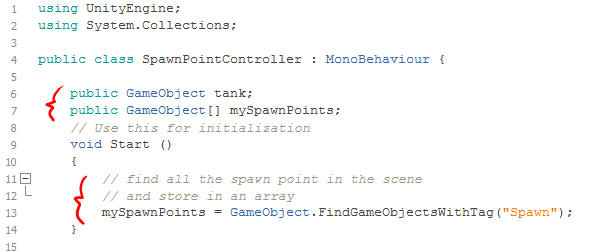 1 using UnityEngine;
2 using System.Collections;
3
4 public class SpawnPointController : MonoBehaviour {
5
6 public GameObject tank;
7 public GameObject[] mySpawnPoints;
8 // Use this for initialization
9 void Start ()
10 {
11 // find all the spawn point in the scene
12 // and store in an array
13 mySpawnPoints = GameObject.FindGameObjectsWithTag("Spawn");
14 }
15